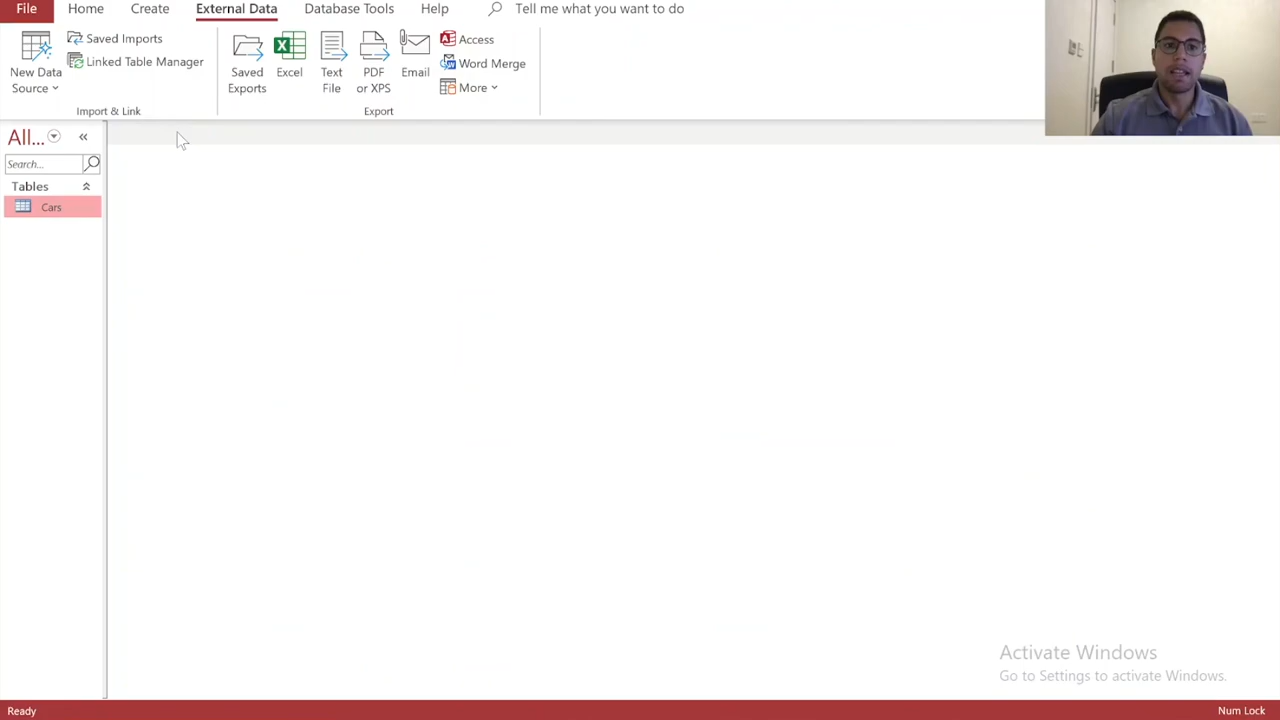 File Home Create External Data Database Tools Help Tell me what you want to do
New Data Source
Saved Imports
Linked Table Manager
Import & Link
Saved Exports
Excel
Text File
PDF or XPS
Email
Access
Word Merge
More
Export
All...
Search...
Tables
Cars
Activate Windows
Go to Settings to activate Windows.
Ready Num Lock